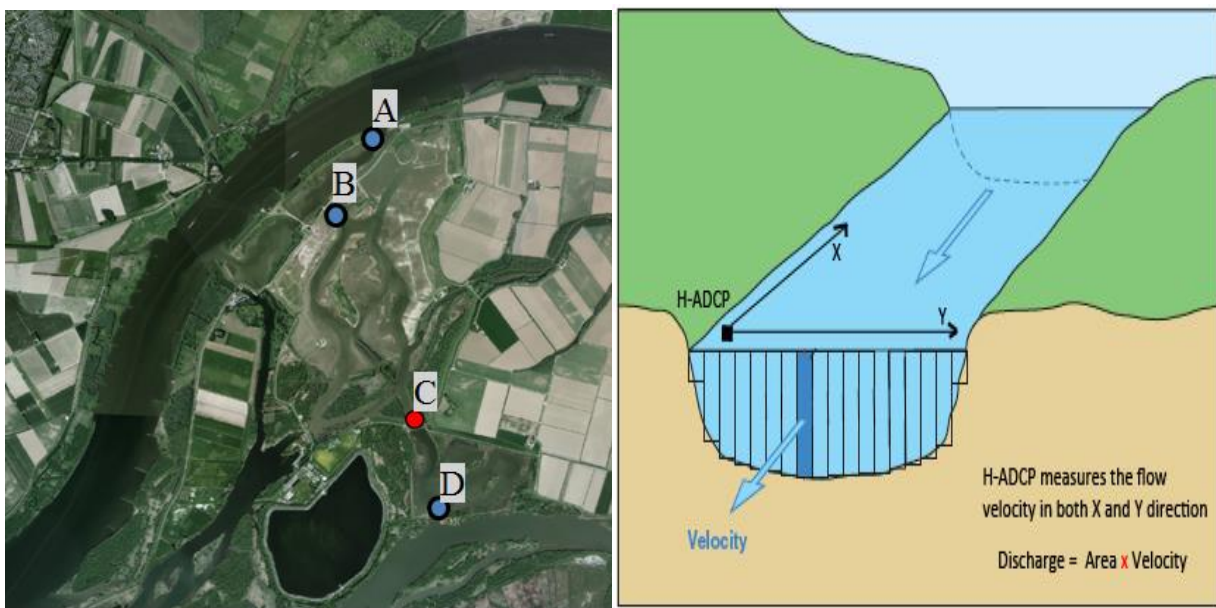 A
B
C
D
X
H-ADCP
Y
H-ADCP measures the flow
velocity in both X and Y direction
Velocity
Discharge = Area x Velocity